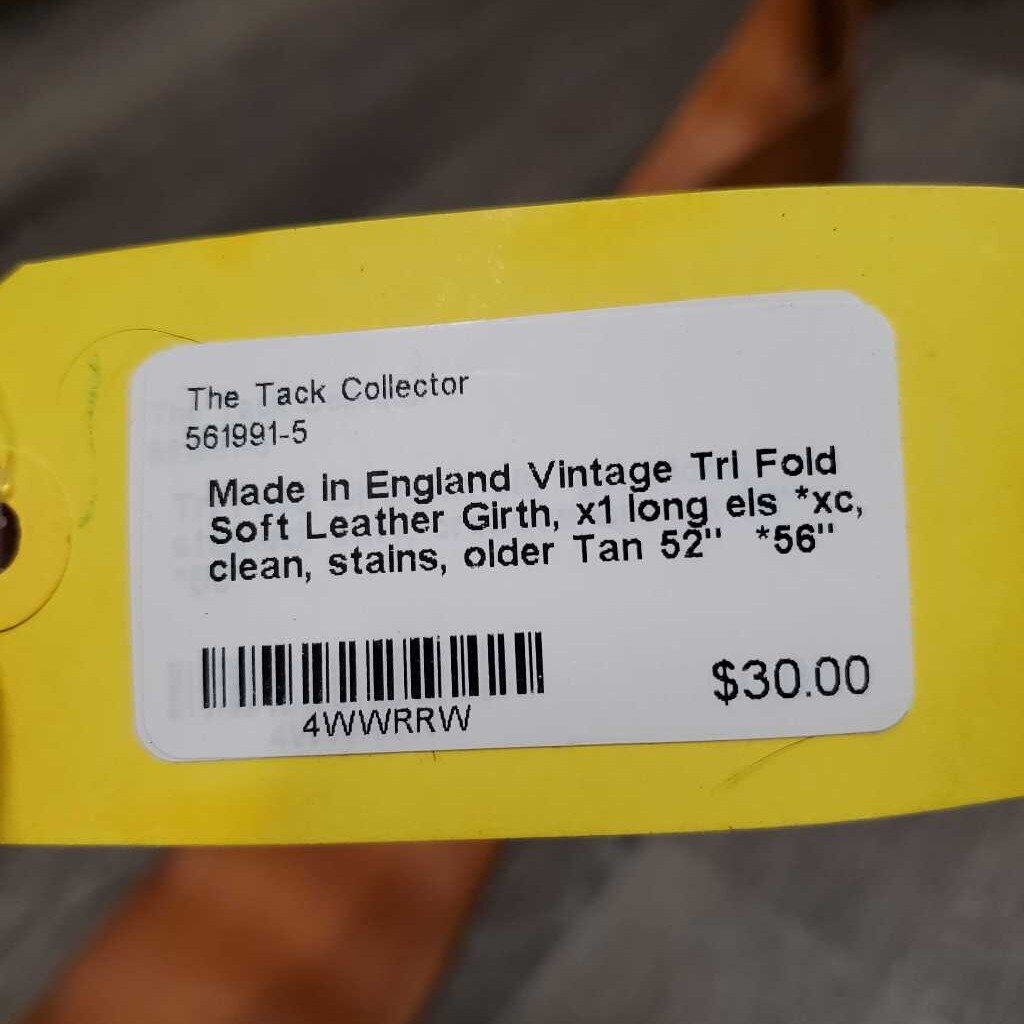 The Tack Collector
561991-5
Made in England Vintage Tri Fold
Soft Leather Girth, x1 long els *xc,
clean, stains, older Tan 52" *56"
4WWRRW
$30.00